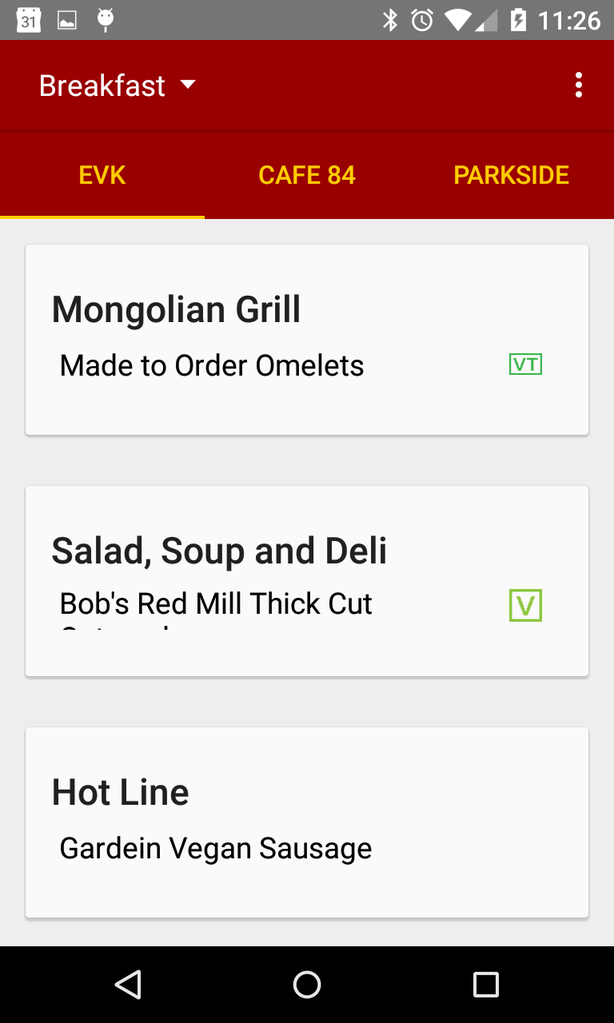 31 11:26
Breakfast
EVK CAFE 84 PARKSIDE
Mongolian Grill
Made to Order Omelets VT
Salad, Soup and Deli
Bob's Red Mill Thick Cut V
Hot Line
Gardein Vegan Sausage